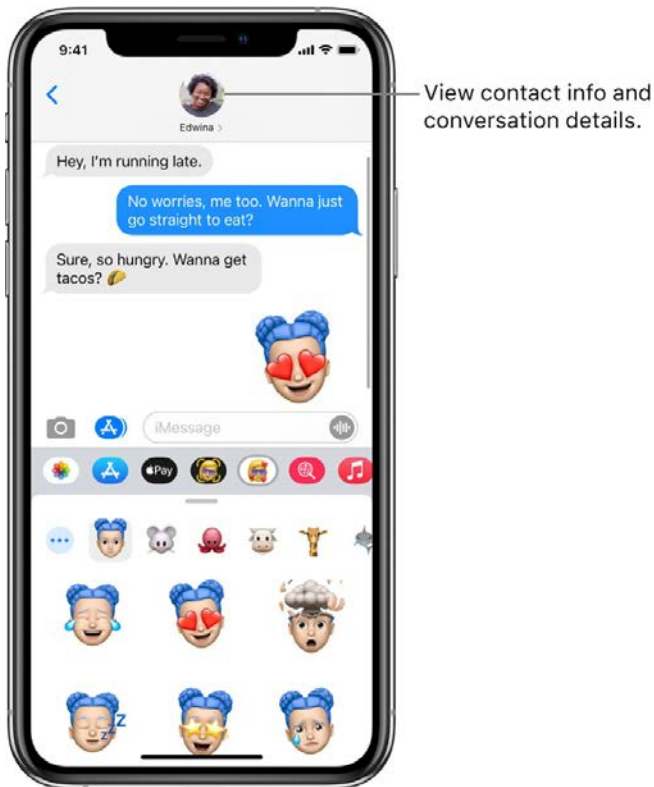 9:41
Edwina >
View contact info and
conversation details.
Hey, I'm running late.
No worries, me too. Wanna just
go straight to eat?
Sure, so hungry. Wanna get
tacos? 🌮
iMessage
Pay
zzZ